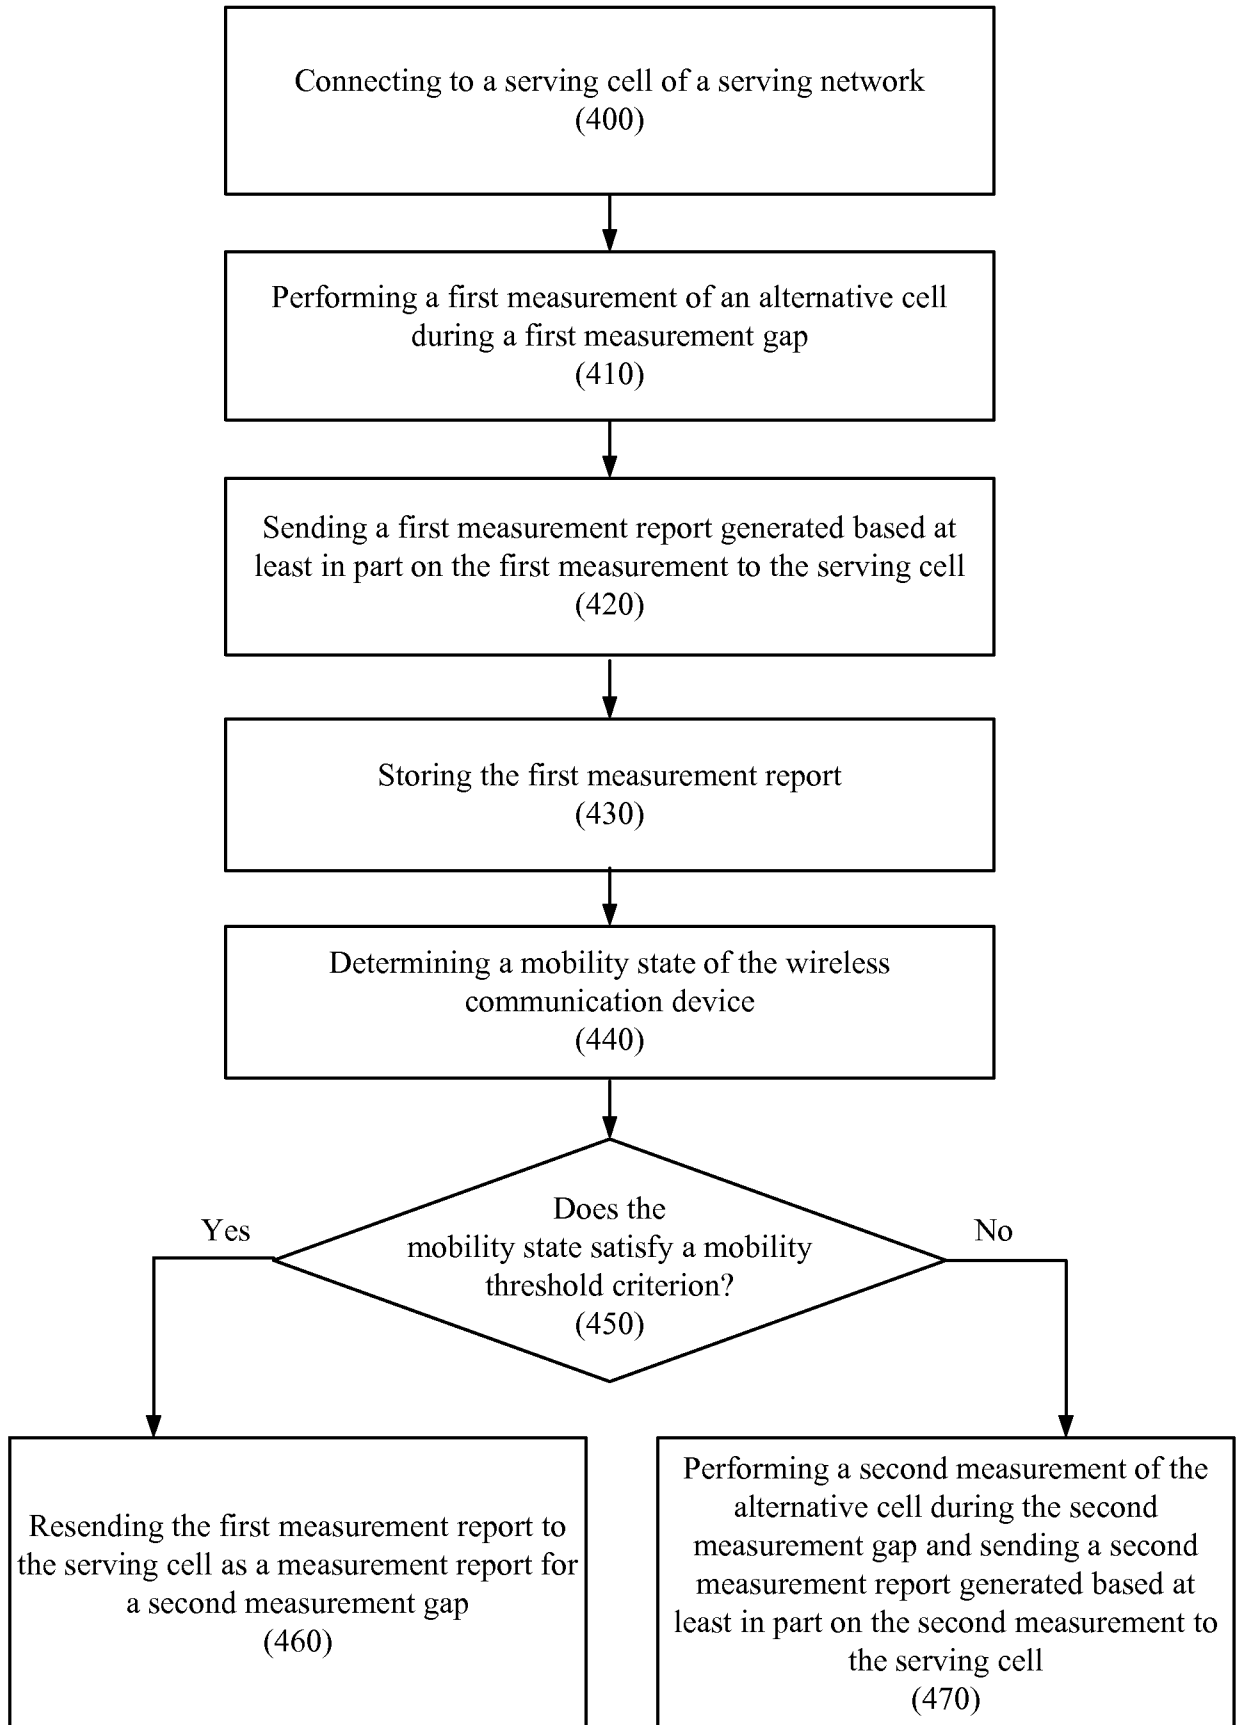 Connecting to a serving cell of a serving network
(400)
Performing a first measurement of an alternative cell
during a first measurement gap
(410)
Sending a first measurement report generated based at
least in part on the first measurement to the serving cell
(420)
Storing the first measurement report
(430)
Determining a mobility state of the wireless
communication device
(440)
Does the
mobility state satisfy a mobility
threshold criterion?
(450)
Yes
No
Resending the first measurement report to
the serving cell as a measurement report for
a second measurement gap
(460)
Performing a second measurement of the
alternative cell during the second
measurement gap and sending a second
measurement report generated based at
least in part on the second measurement to
the serving cell
(470)